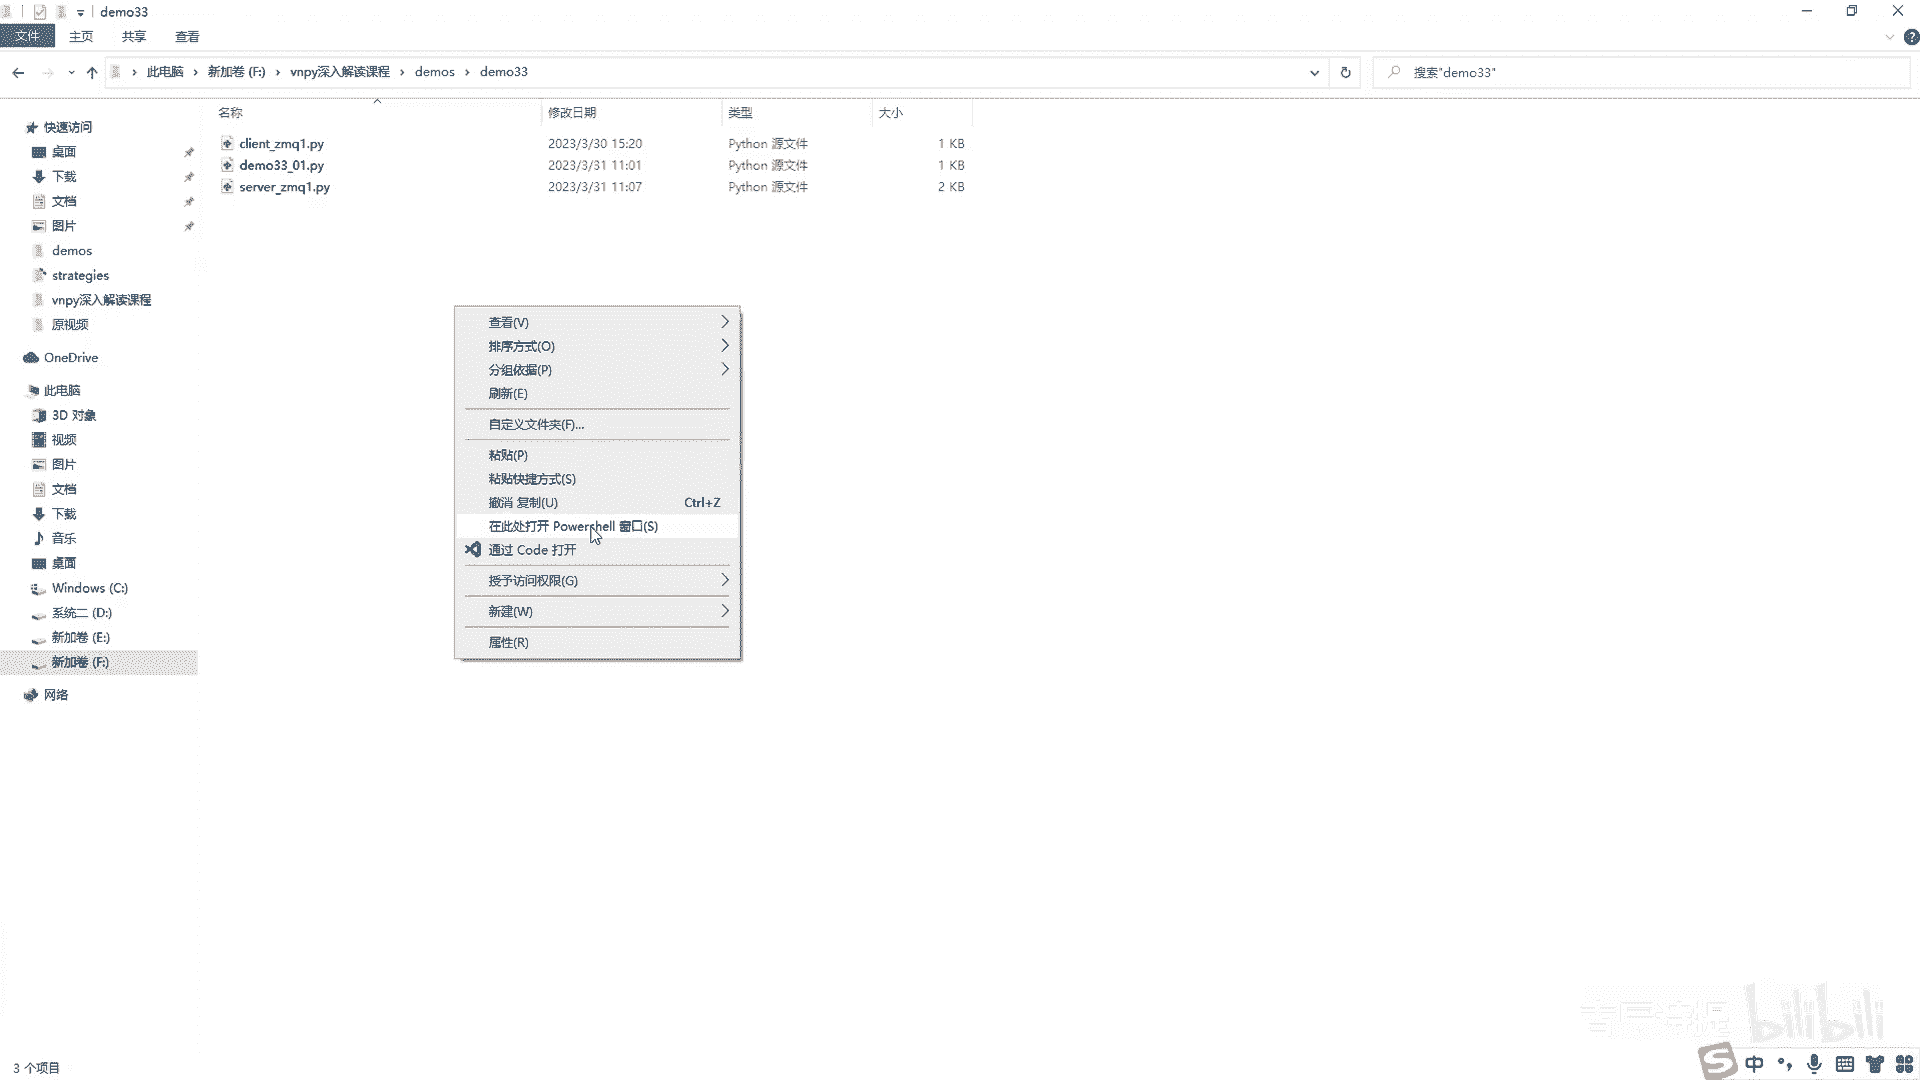 demo33
文件 主页 共享 查看
此电脑 新加卷 (F:) vnpy深入解读课程 demos demo33
搜索"demo33"
名称 修改日期 类型 大小
client_zmq1.py 2023/3/30 15:20 Python 源文件 1 KB
demo33_01.py 2023/3/31 11:01 Python 源文件 1 KB
server_zmq1.py 2023/3/31 11:07 Python 源文件 2 KB
快速访问
桌面
下载
文档
图片
demos
strategies
vnpy深入解读课程
原视频
OneDrive
此电脑
3D 对象
视频
图片
文档
下载
音乐
桌面
Windows (C:)
系统二 (D:)
新加卷 (E:)
新加卷 (F:)
网络
查看(V)
排序方式(O)
分组依据(P)
刷新(E)
自定义文件夹(F)...
粘贴(P)
粘贴快捷方式(S)
撤消 复制(U) Ctrl+Z
在此处打开 Powershell 窗口(S)
通过 Code 打开
授予访问权限(G)
新建(W)
属性(R)
bilibili
中
3 个项目